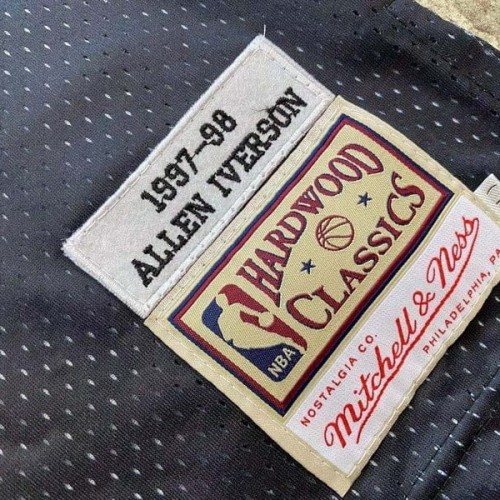 1997-98
ALLEN IVERSON
HARDWOOD
CLASSICS
NBA
NOSTALGIA CO.
Mitchell & Ness
PHILADELPHIA, PA